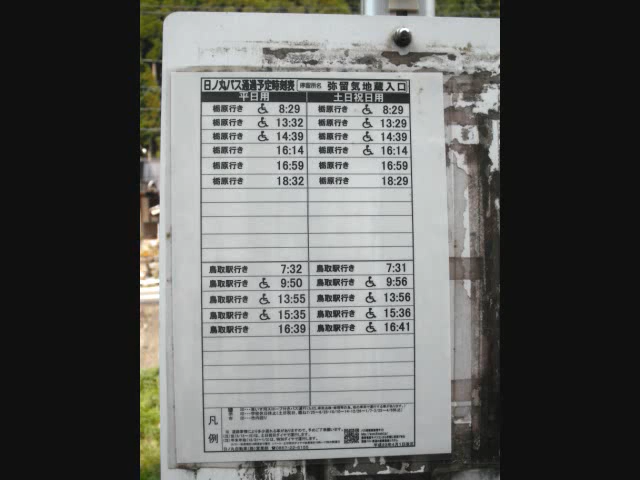 日ノ丸バス通過予定時刻表 停留所名 弥留気地蔵入口
平日用 土日祝日用
栃原行き 8:29 栃原行き 8:29
栃原行き 13:32 栃原行き 13:29
栃原行き 14:39 栃原行き 14:39
栃原行き 16:14 栃原行き 16:14
栃原行き 16:59 栃原行き 16:59
栃原行き 18:32 栃原行き 18:29
鳥取駅行き 7:32 鳥取駅行き 7:31
鳥取駅行き 9:50 鳥取駅行き 9:56
鳥取駅行き 13:55 鳥取駅行き 13:56
鳥取駅行き 15:35 鳥取駅行き 15:36
鳥取駅行き 16:39 鳥取駅行き 16:41
凡例